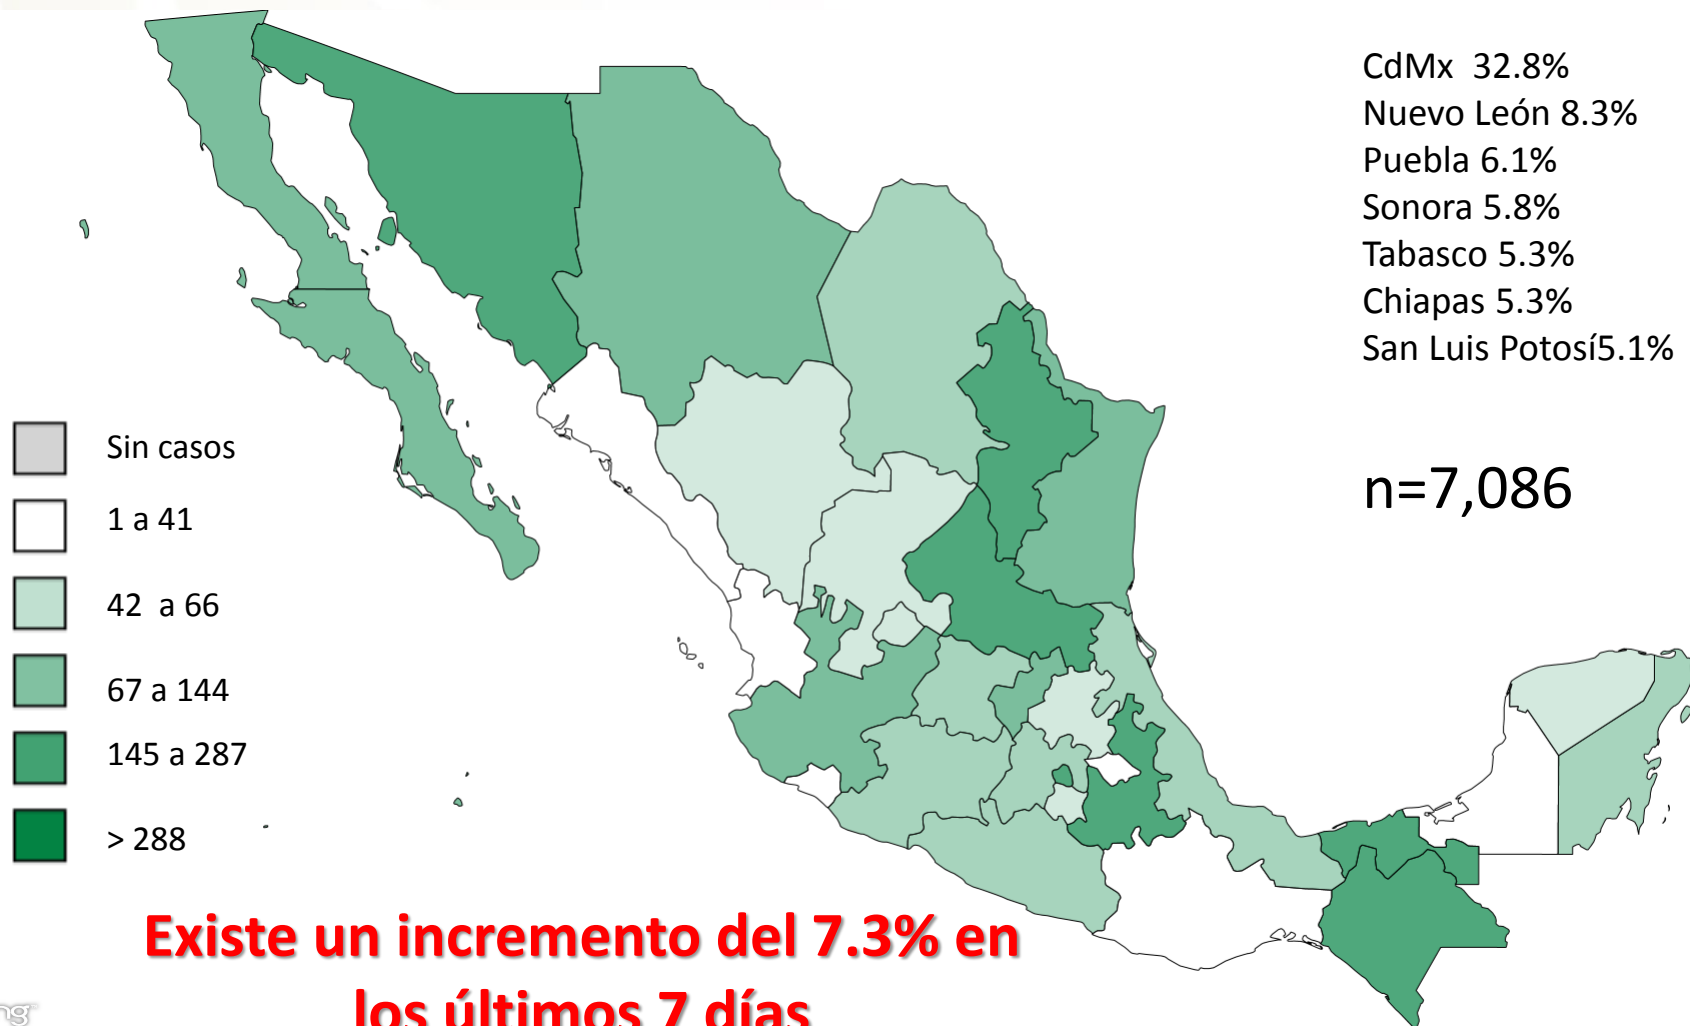 CdMx 32.8%
Nuevo León 8.3%
Puebla 6.1%
Sonora 5.8%
Tabasco 5.3%
Chiapas 5.3%
San Luis Potosí5.1%
n=7,086
Sin casos
1 a 41
42 a 66
67 a 144
145 a 287
> 288
Existe un incremento del 7.3% en
los últimos 7 días